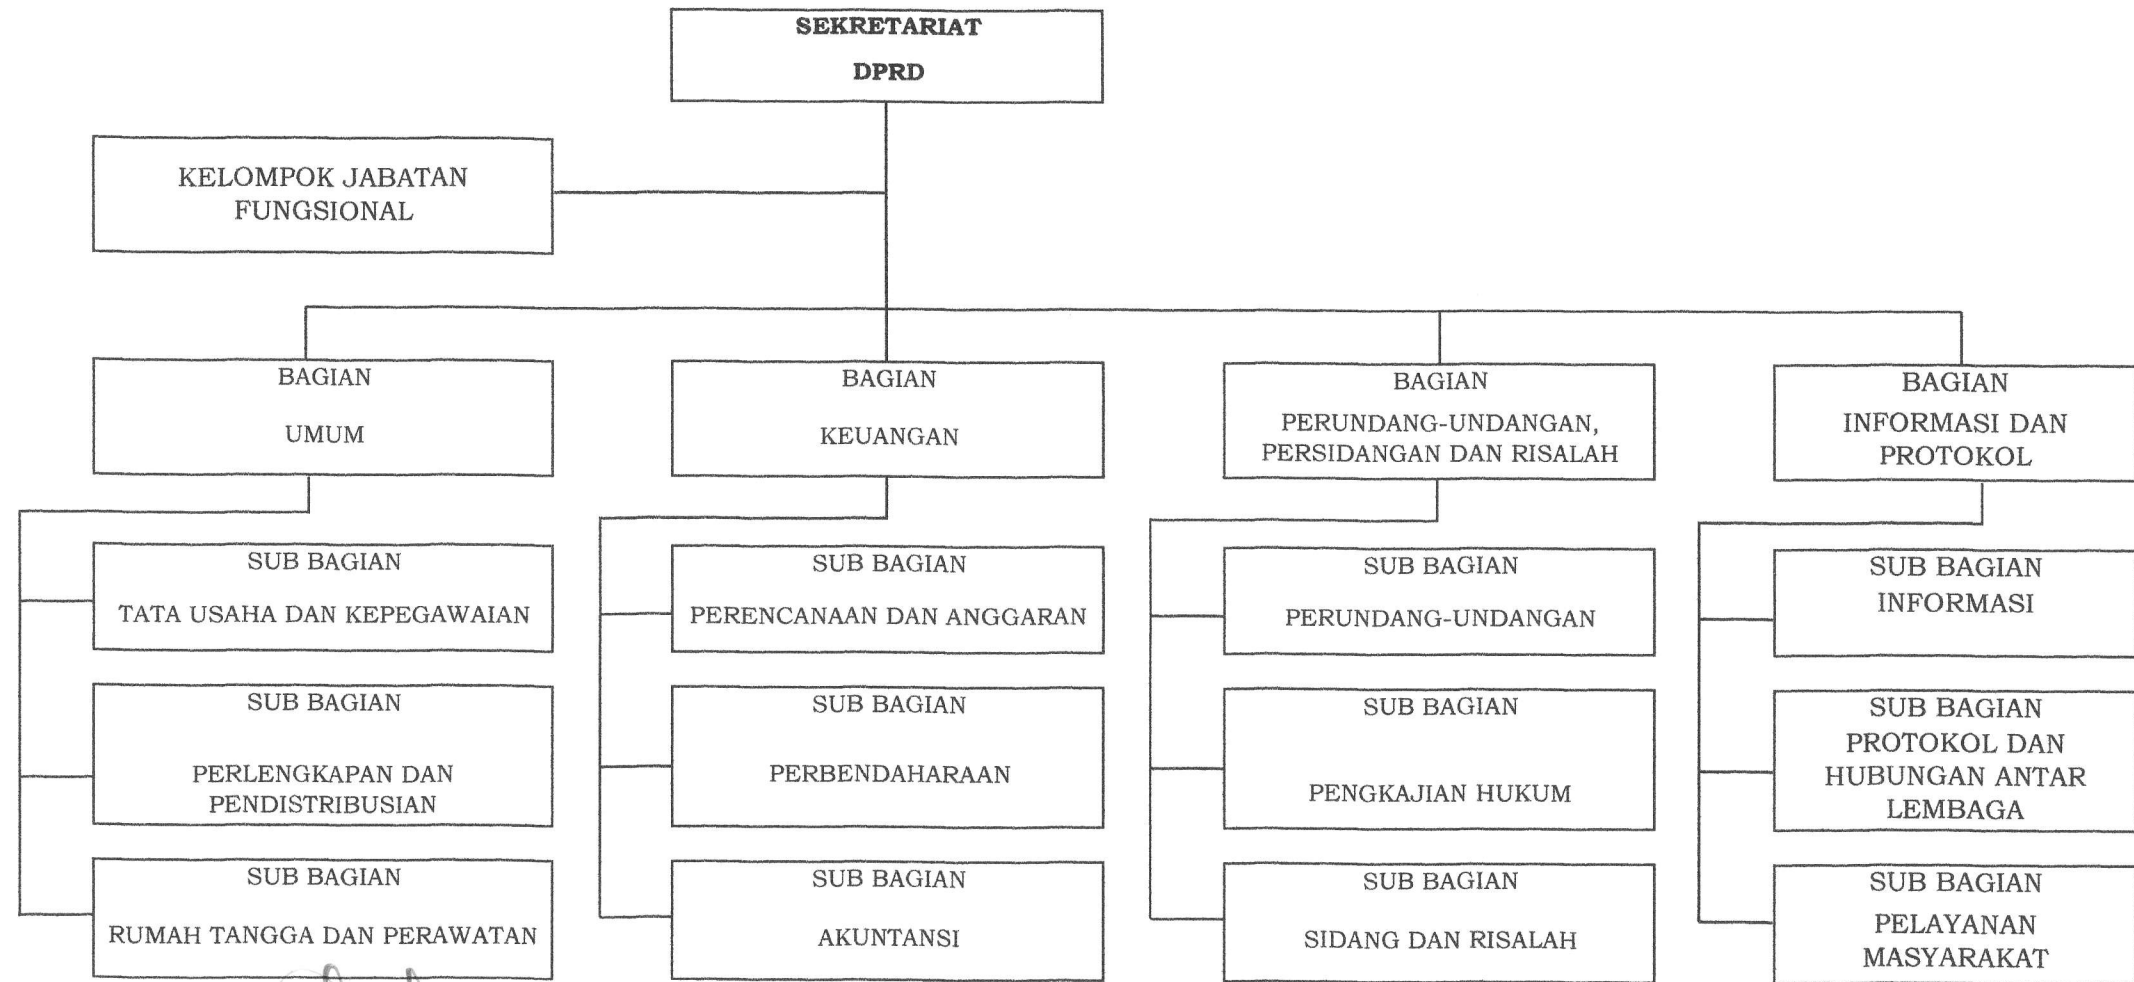 SEKRETARIAT
DPRD
KELOMPOK JABATAN
FUNGSIONAL
BAGIAN
UMUM
BAGIAN
KEUANGAN
BAGIAN
PERUNDANG-UNDANGAN,
PERSIDANGAN DAN RISALAH
BAGIAN
INFORMASI DAN
PROTOKOL
SUB BAGIAN
TATA USAHA DAN KEPEGAWAIAN
SUB BAGIAN
PERENCANAAN DAN ANGGARAN
SUB BAGIAN
PERUNDANG-UNDANGAN
SUB BAGIAN
INFORMASI
SUB BAGIAN
PERLENGKAPAN DAN
PENDISTRIBUSIAN
SUB BAGIAN
PERBENDAHARAAN
SUB BAGIAN
PENGKAJIAN HUKUM
SUB BAGIAN
PROTOKOL DAN
HUBUNGAN ANTAR
LEMBAGA
SUB BAGIAN
RUMAH TANGGA DAN PERAWATAN
SUB BAGIAN
AKUNTANSI
SUB BAGIAN
SIDANG DAN RISALAH
SUB BAGIAN
PELAYANAN
MASYARAKAT